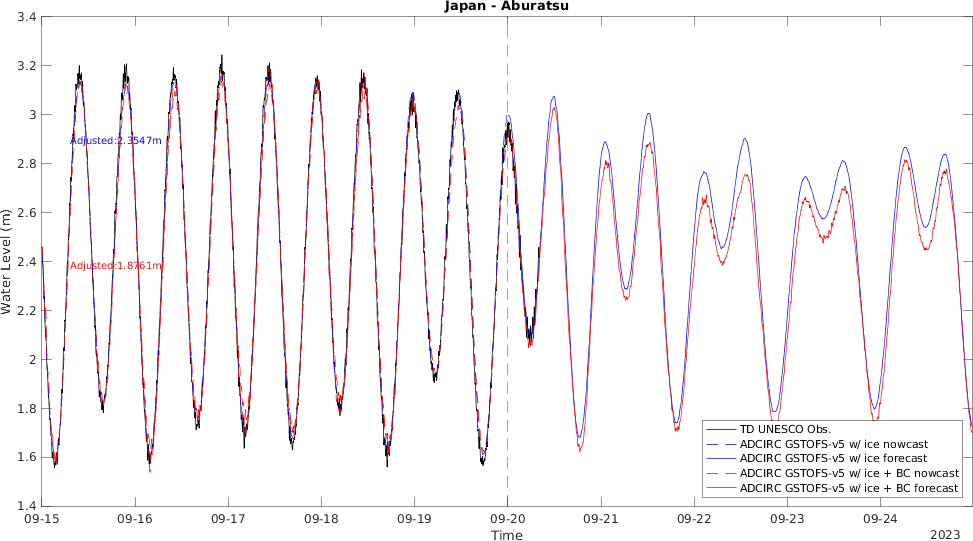 Japan - Aburatsu
Water Level (m)
3.4
3.2
3
2.8
2.6
2.4
2.2
2
1.8
1.6
1.4
Adjusted:2.3547m
Adjusted:1.8761m
TD UNESCO Obs.
ADCIRC GSTOFS-v5 w/ ice nowcast
ADCIRC GSTOFS-v5 w/ ice forecast
ADCIRC GSTOFS-v5 w/ ice + BC nowcast
ADCIRC GSTOFS-v5 w/ ice + BC forecast
09-15 09-16 09-17 09-18 09-19 09-20 09-21 09-22 09-23 09-24
Time
2023